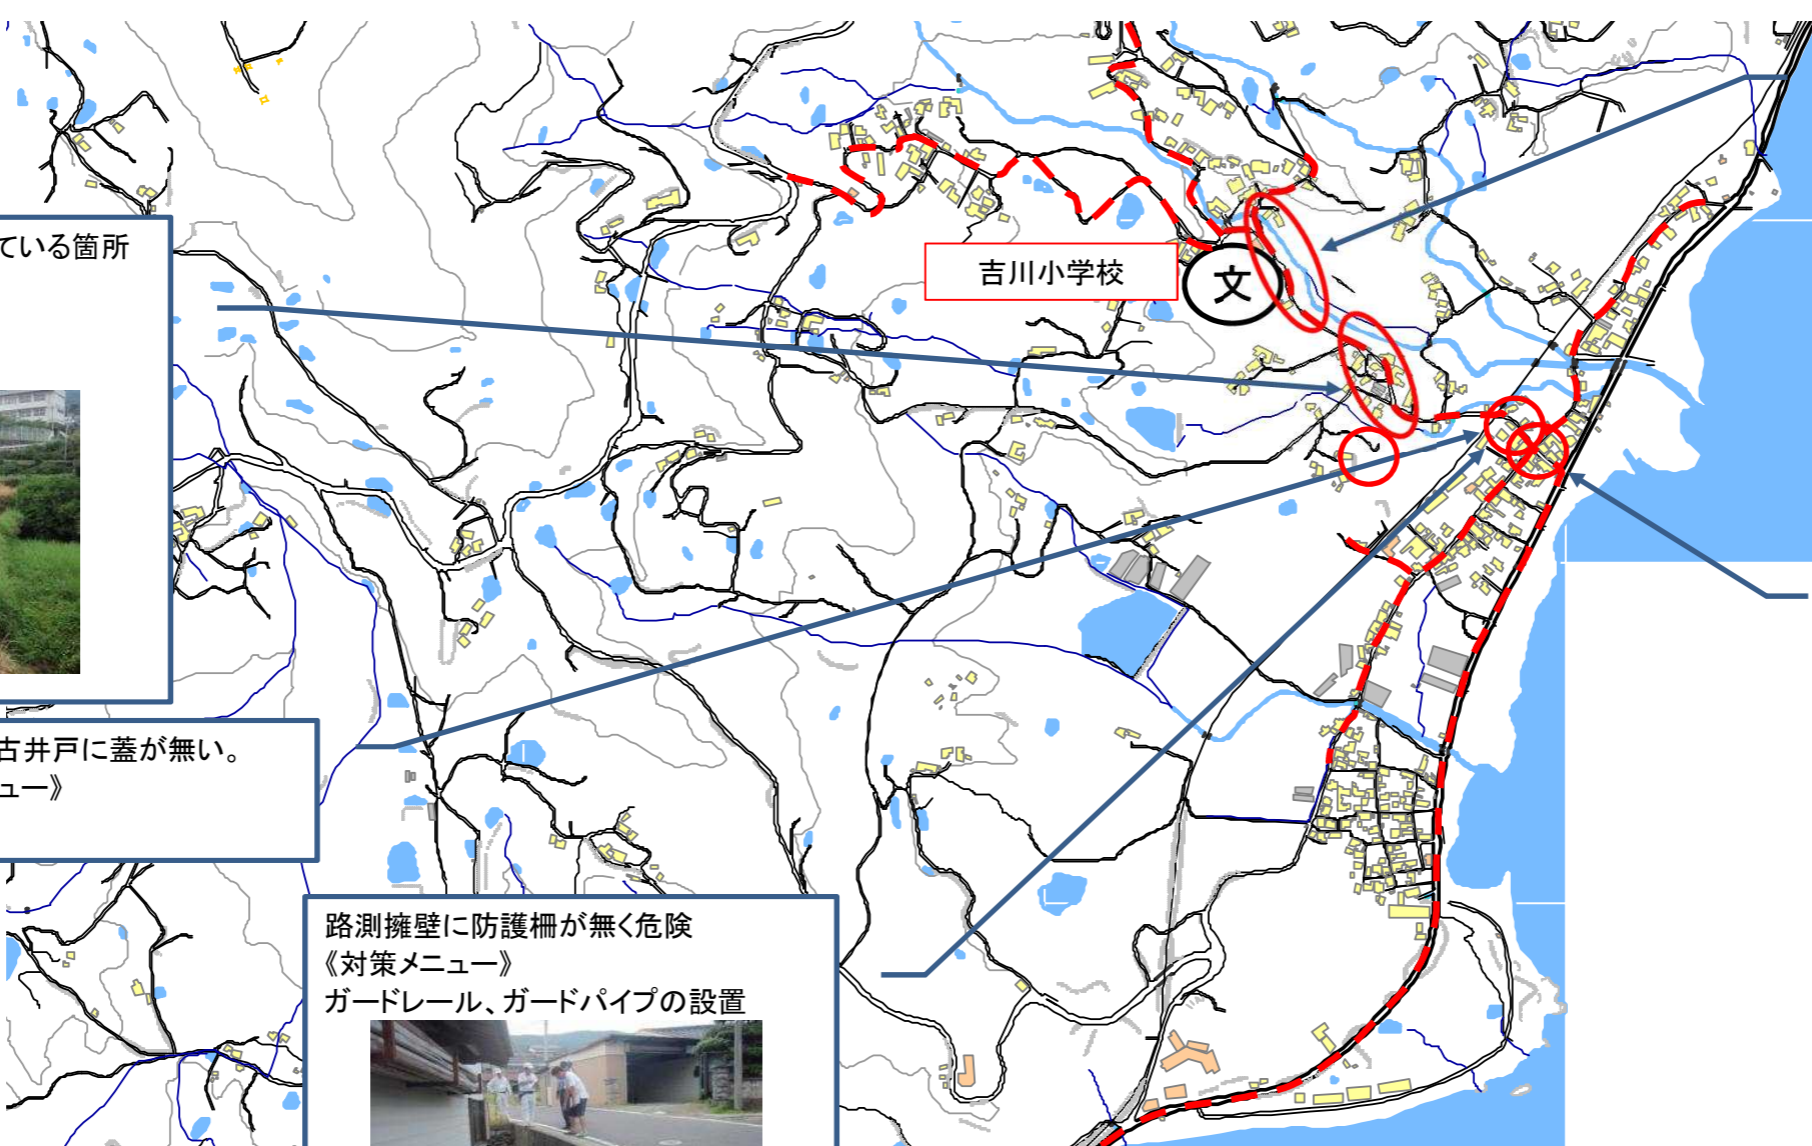 ている箇所
吉川小学校
文
古井戸に蓋が無い。
ュー》
路測擁壁に防護柵が無く危険
《対策メニュー》
ガードレール、ガードパイプの設置